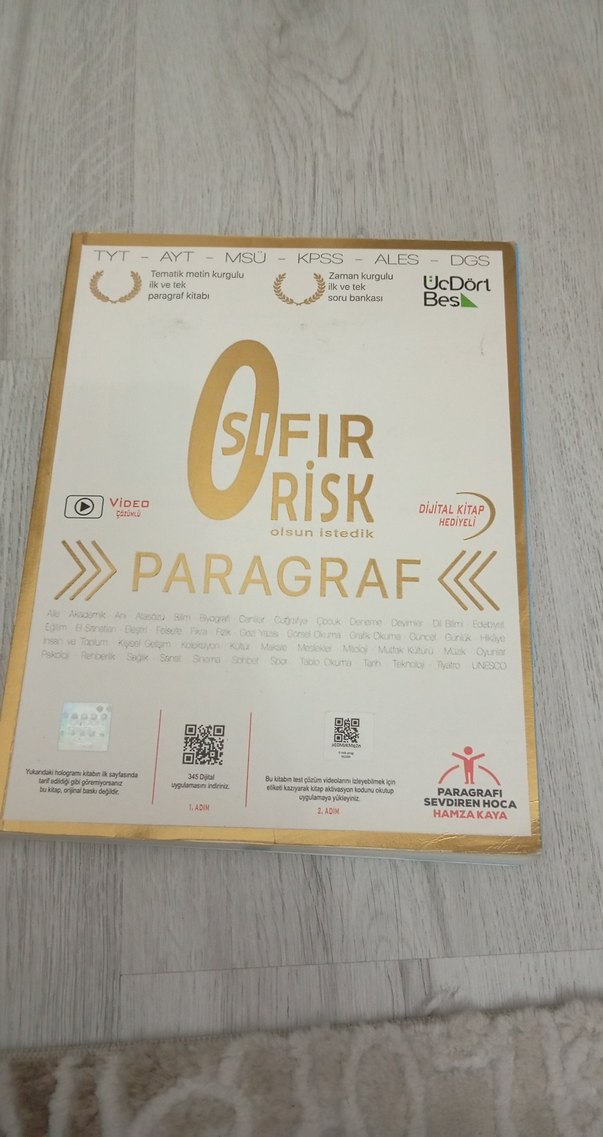 TYT - AYT - MSÜ - KPSS - ALES - DGS
Tematik metin kurgulu
ilk ve tek
paragraf kitabı
Zaman kurgulu
ilk ve tek
soru bankası
ÜçDört
Beş
0
SIFIR
RİSK
olsun istedik
VİDEO
ÇÖZÜMLÜ
DİJİTAL KİTAP
HEDİYELİ
PARAGRAF
Aile Akademik Anı Atasözü Bilim Biyografi Canlılar Coğrafya Çocuk Deneme Deyimler Dil Bilimi Edebiyat
Eğitim El Sanatları Eleştiri Felsefe Fıkra Fizik Gezi Yazısı Görsel Okuma Grafik Okuma Güncel Günlük Hikâye
İnsan ve Toplum Kişisel Gelişim Koleksiyon Kültür Makale Meslekler Mitoloji Mutfak Kültürü Müzik Oyunlar
Psikoloji Rehberlik Sağlık Sanat Sinema Sohbet Spor Tablo Okuma Tarih Teknoloji Tiyatro UNESCO
Yukarıdaki hologramı kitabın ilk sayfasında
tarif edildiği gibi göremiyorsanız
bu kitap, orijinal baskı değildir.
345 Dijital
uygulamasını indiriniz.
1. ADIM
Bu kitabın test çözüm videolarını izleyebilmek için
etiketi kazıyarak kitap aktivasyon kodunu okutup
uygulamaya yükleyiniz.
2. ADIM
PARAGRAFI
SEVDİREN HOCA
HAMZA KAYA